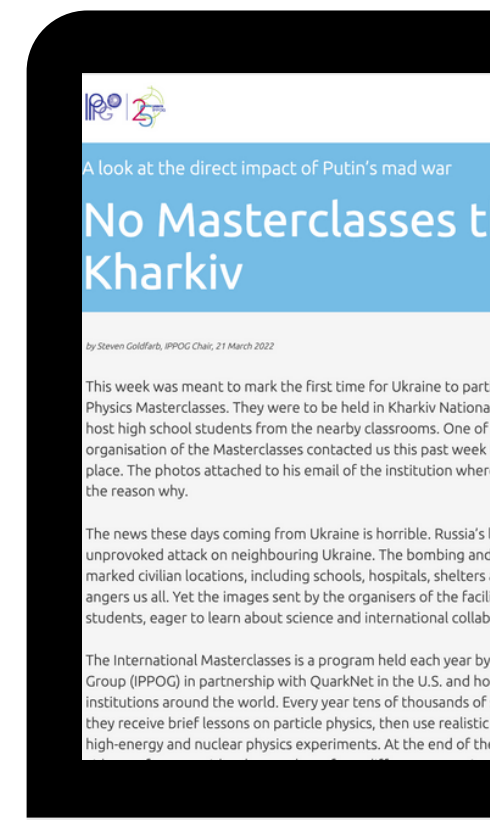 IPPOG 25
A look at the direct impact of Putin's mad war
No Masterclasses t
Kharkiv
by Steven Goldfarb, IPPOG Chair, 21 March 2022
This week was meant to mark the first time for Ukraine to part
Physics Masterclasses. They were to be held in Kharkiv Nationa
host high school students from the nearby classrooms. One of
organisation of the Masterclasses contacted us this past week
place. The photos attached to his email of the institution where
the reason why.
The news these days coming from Ukraine is horrible. Russia's
unprovoked attack on neighbouring Ukraine. The bombing and
marked civilian locations, including schools, hospitals, shelters
angers us all. Yet the images sent by the organisers of the facili
students, eager to learn about science and international collab
The International Masterclasses is a program held each year by
Group (IPPOG) in partnership with QuarkNet in the U.S. and ho
institutions around the world. Every year tens of thousands of
they receive brief lessons on particle physics, then use realistic
high-energy and nuclear physics experiments. At the end of the